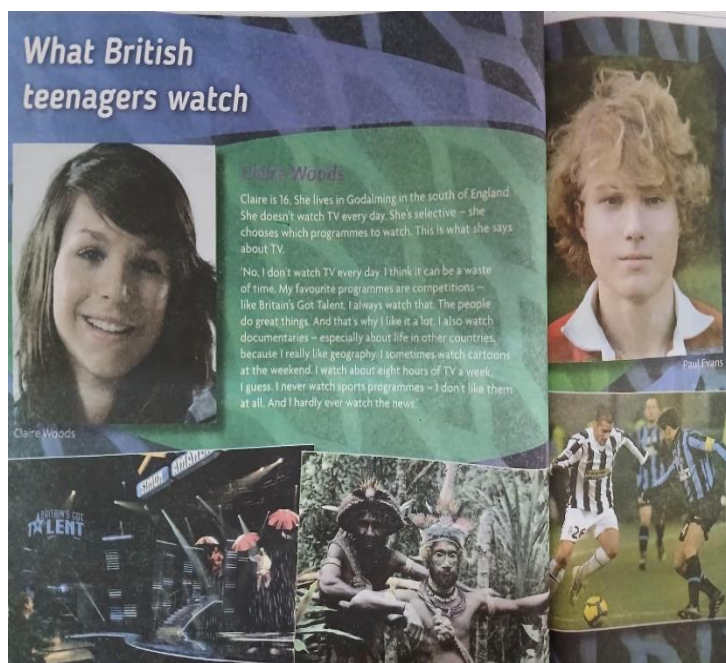 What British
teenagers watch
Claire Woods
Claire is 16. She lives in Godalming in the south of England.
She doesn't watch TV every day. She's selective – she
chooses which programmes to watch. This is what she says
about TV.
'No, I don't watch TV every day. I think it can be a waste
of time. My favourite programmes are competitions –
like Britain's Got Talent. I always watch that. The people
do great things. And that's why I like it a lot. I also watch
documentaries – especially about life in other countries,
because I really like geography. I sometimes watch cartoons
at the weekend. I watch about eight hours of TV a week,
I guess. I never watch sports programmes – I don't like them
at all. And I hardly ever watch the news.'
Claire Woods
Paul Evans
SIMON
AMANDA
BRITAIN'S GOT
TALENT
26